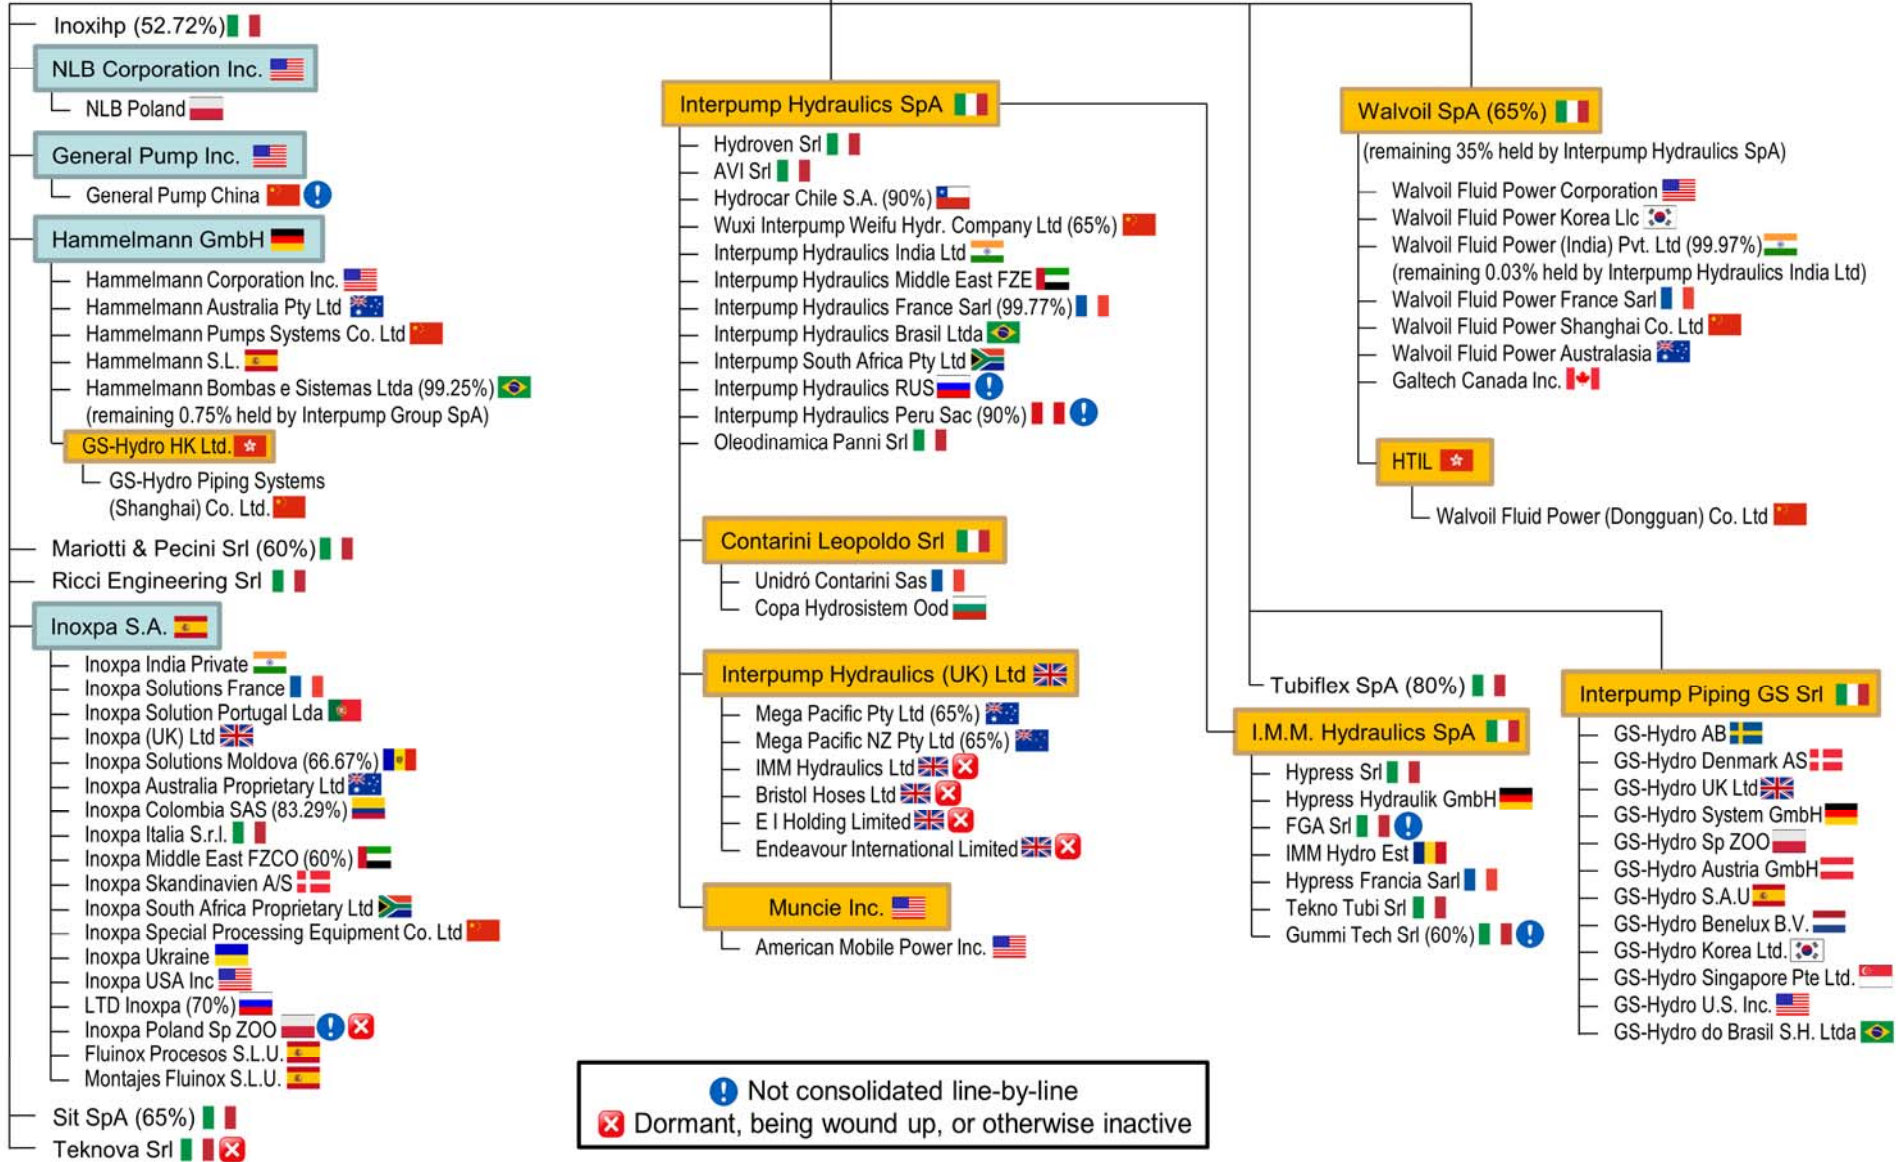 Inoxihp (52.72%)
NLB Corporation Inc.
NLB Poland
General Pump Inc.
General Pump China
Hammelmann GmbH
Hammelmann Corporation Inc.
Hammelmann Australia Pty Ltd
Hammelmann Pumps Systems Co. Ltd
Hammelmann S.L.
Hammelmann Bombas e Sistemas Ltda (99.25%)
(remaining 0.75% held by Interpump Group SpA)
GS-Hydro HK Ltd.
GS-Hydro Piping Systems
(Shanghai) Co. Ltd.
Mariotti & Pecini Srl (60%)
Ricci Engineering Srl
Inoxpa S.A.
Inoxpa India Private
Inoxpa Solutions France
Inoxpa Solution Portugal Lda
Inoxpa (UK) Ltd
Inoxpa Solutions Moldova (66.67%)
Inoxpa Australia Proprietary Ltd
Inoxpa Colombia SAS (83.29%)
Inoxpa Italia S.r.l.
Inoxpa Middle East FZCO (60%)
Inoxpa Skandinavien A/S
Inoxpa South Africa Proprietary Ltd
Inoxpa Special Processing Equipment Co. Ltd
Inoxpa Ukraine
Inoxpa USA Inc
LTD Inoxpa (70%)
Inoxpa Poland Sp ZOO
Fluinox Procesos S.L.U.
Montajes Fluinox S.L.U.
Sit SpA (65%)
Teknova Srl
Interpump Hydraulics SpA
Hydroven Srl
AVI Srl
Hydrocar Chile S.A. (90%)
Wuxi Interpump Weifu Hydr. Company Ltd (65%)
Interpump Hydraulics India Ltd
Interpump Hydraulics Middle East FZE
Interpump Hydraulics France Sarl (99.77%)
Interpump Hydraulics Brasil Ltda
Interpump South Africa Pty Ltd
Interpump Hydraulics RUS
Interpump Hydraulics Peru Sac (90%)
Oleodinamica Panni Srl
Contarini Leopoldo Srl
Unidró Contarini Sas
Copa Hydrosistem Ood
Interpump Hydraulics (UK) Ltd
Mega Pacific Pty Ltd (65%)
Mega Pacific NZ Pty Ltd (65%)
IMM Hydraulics Ltd
Bristol Hoses Ltd
E I Holding Limited
Endeavour International Limited
Muncie Inc.
American Mobile Power Inc.
Walvoil SpA (65%)
(remaining 35% held by Interpump Hydraulics SpA)
Walvoil Fluid Power Corporation
Walvoil Fluid Power Korea Llc
Walvoil Fluid Power (India) Pvt. Ltd (99.97%)
(remaining 0.03% held by Interpump Hydraulics India Ltd)
Walvoil Fluid Power France Sarl
Walvoil Fluid Power Shanghai Co. Ltd
Walvoil Fluid Power Australasia
Galtech Canada Inc.
HTIL
Walvoil Fluid Power (Dongguan) Co. Ltd
Tubiflex SpA (80%)
I.M.M. Hydraulics SpA
Hypress Srl
Hypress Hydraulik GmbH
FGA Srl
IMM Hydro Est
Hypress Francia Sarl
Tekno Tubi Srl
Gummi Tech Srl (60%)
Interpump Piping GS Srl
GS-Hydro AB
GS-Hydro Denmark AS
GS-Hydro UK Ltd
GS-Hydro System GmbH
GS-Hydro Sp ZOO
GS-Hydro Austria GmbH
GS-Hydro S.A.U
GS-Hydro Benelux B.V.
GS-Hydro Korea Ltd.
GS-Hydro Singapore Pte Ltd.
GS-Hydro U.S. Inc.
GS-Hydro do Brasil S.H. Ltda
Not consolidated line-by-line
Dormant, being wound up, or otherwise inactive